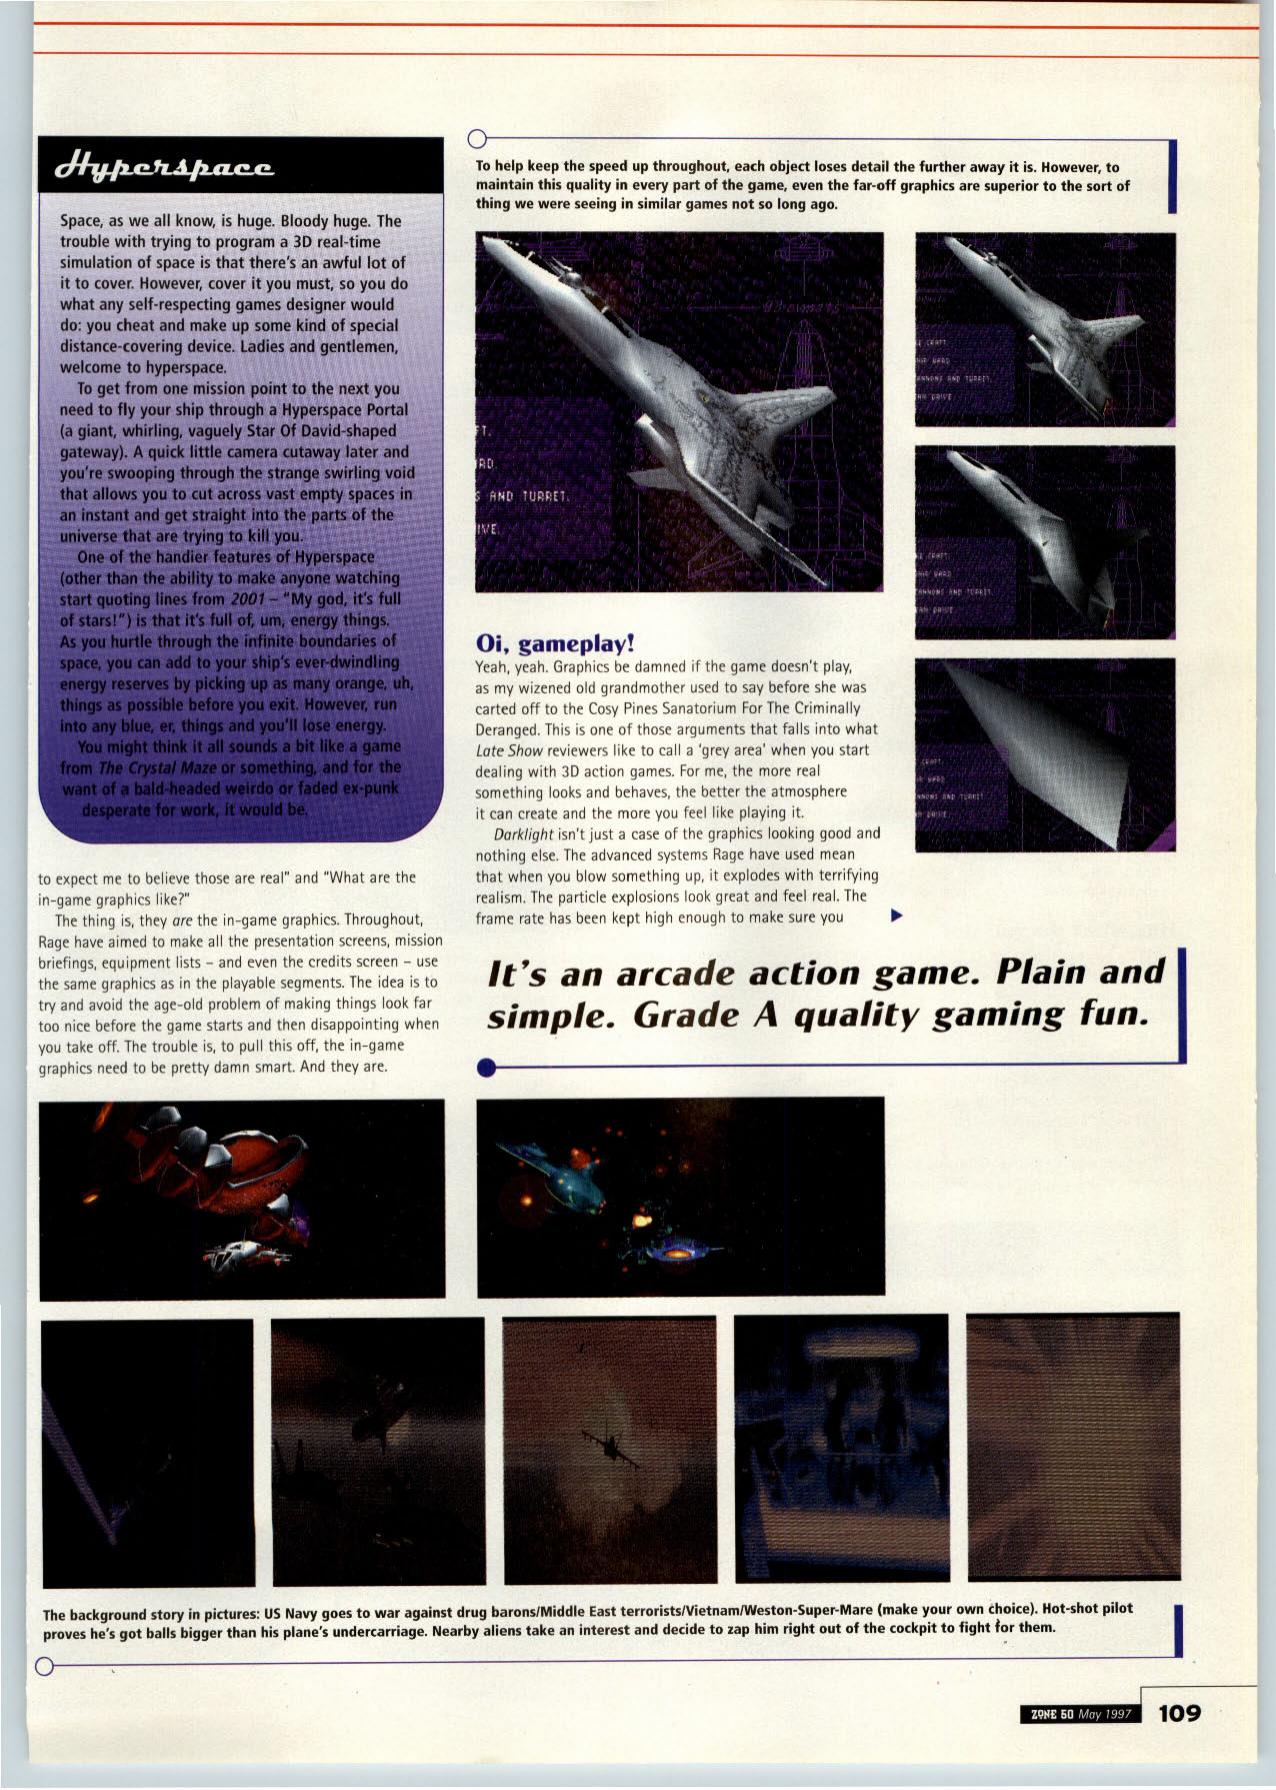 Hyperspace
Space, as we all know, is huge. Bloody huge. The
trouble with trying to program a 3D real-time
simulation of space is that there's an awful lot of
it to cover. However, cover it you must, so you do
what any self-respecting games designer would
do: you cheat and make up some kind of special
distance-covering device. Ladies and gentlemen,
welcome to hyperspace.
To get from one mission point to the next you
need to fly your ship through a Hyperspace Portal
(a giant, whirling, vaguely Star Of David-shaped
gateway). A quick little camera cutaway later and
you're swooping through the strange swirling void
that allows you to cut across vast empty spaces in
an instant and get straight into the parts of the
universe that are trying to kill you.
One of the handier features of Hyperspace
(other than the ability to make anyone watching
start quoting lines from 2001 – "My god, it's full
of stars!") is that it's full of, um, energy things.
As you hurtle through the infinite boundaries of
space, you can add to your ship's ever-dwindling
energy reserves by picking up as many orange, uh,
things as possible before you exit. However, run
into any blue, er, things and you'll lose energy.
You might think it all sounds a bit like a game
from The Crystal Maze or something, and for the
want of a bald-headed weirdo or faded ex-punk
desperate for work, it would be.
to expect me to believe those are real" and "What are the
in-game graphics like?"
The thing is, they are the in-game graphics. Throughout,
Rage have aimed to make all the presentation screens, mission
briefings, equipment lists – and even the credits screen – use
the same graphics as in the playable segments. The idea is to
try and avoid the age-old problem of making things look far
too nice before the game starts and then disappointing when
you take off. The trouble is, to pull this off, the in-game
graphics need to be pretty damn smart. And they are.
To help keep the speed up throughout, each object loses detail the further away it is. However, to
maintain this quality in every part of the game, even the far-off graphics are superior to the sort of
thing we were seeing in similar games not so long ago.
FT.
RD.
S AND TURRET.
IVE.
E CRAFT.
HIP WARD
ANNONS AND TURRET.
AR DRIVE
E CRAFT.
HIP WARD
ANNONS AND TURRET.
AR DRIVE
CRAFT.
HIP WARD
ANNONS AND TURRET
AR DRIVE
Oi, gameplay!
Yeah, yeah. Graphics be damned if the game doesn't play,
as my wizened old grandmother used to say before she was
carted off to the Cosy Pines Sanatorium For The Criminally
Deranged. This is one of those arguments that falls into what
Late Show reviewers like to call a 'grey area' when you start
dealing with 3D action games. For me, the more real
something looks and behaves, the better the atmosphere
it can create and the more you feel like playing it.
Darklight isn't just a case of the graphics looking good and
nothing else. The advanced systems Rage have used mean
that when you blow something up, it explodes with terrifying
realism. The particle explosions look great and feel real. The
frame rate has been kept high enough to make sure you
It's an arcade action game. Plain and
simple. Grade A quality gaming fun.
The background story in pictures: US Navy goes to war against drug barons/Middle East terrorists/Vietnam/Weston-Super-Mare (make your own choice). Hot-shot pilot
proves he's got balls bigger than his plane's undercarriage. Nearby aliens take an interest and decide to zap him right out of the cockpit to fight for them.
ZONE 50 May 1997 109